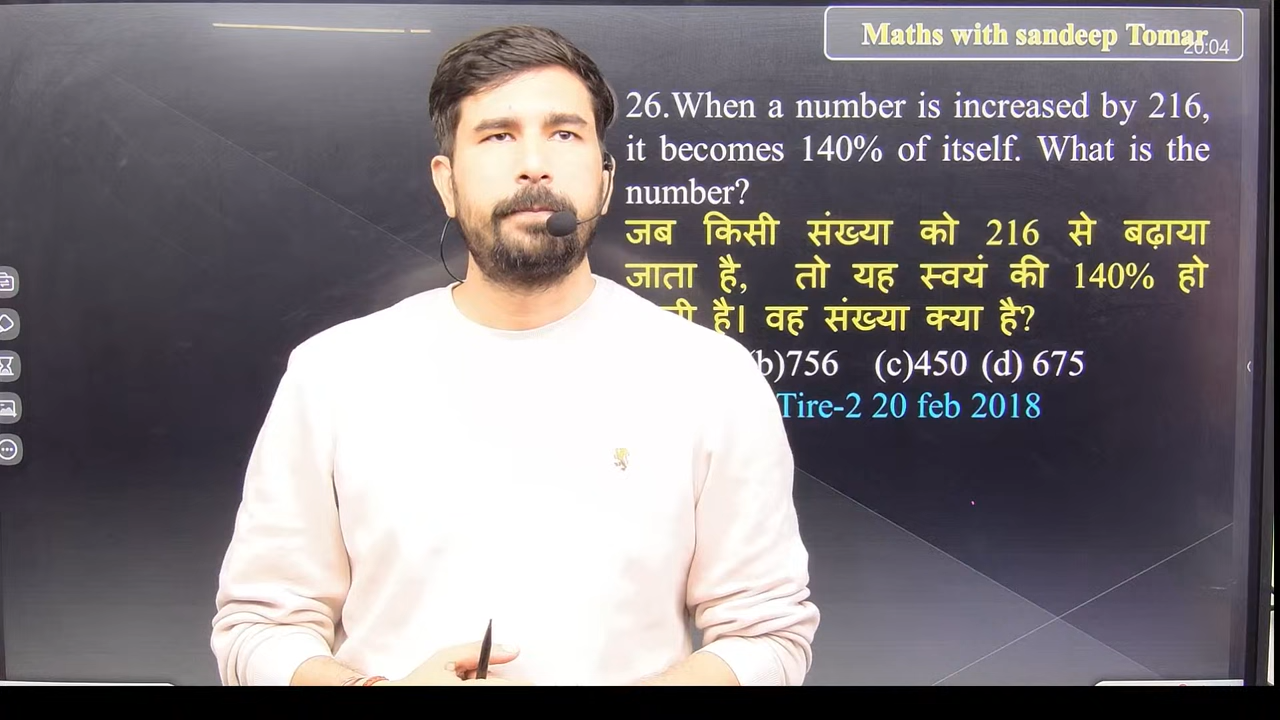 Maths with sandeep Tomar
20:04
26.When a number is increased by 216,
it becomes 140% of itself. What is the
number?
जब किसी संख्या को 216 से बढ़ाया
जाता है, तो यह स्वयं की 140% हो
है। वह संख्या क्या है?
b)756 (c)450 (d) 675
Tire-2 20 feb 2018